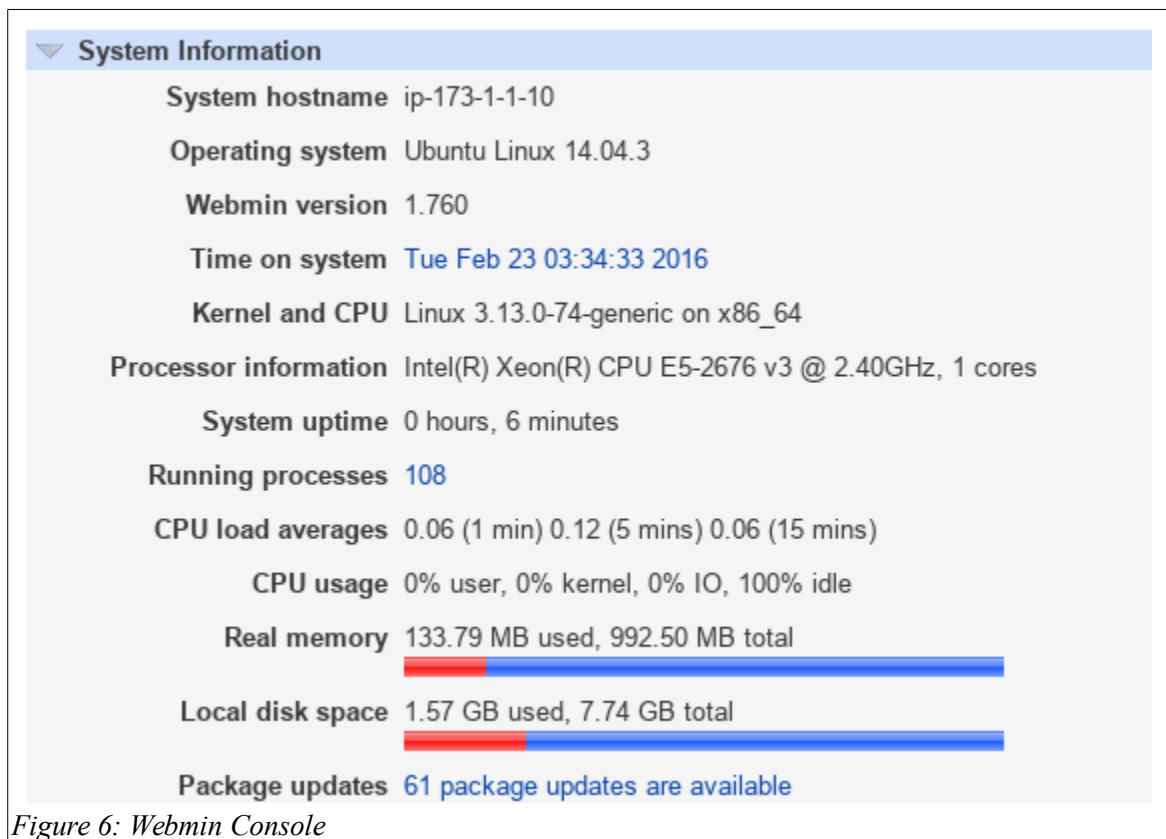 System Information
System hostname ip-173-1-1-10
Operating system Ubuntu Linux 14.04.3
Webmin version 1.760
Time on system Tue Feb 23 03:34:33 2016
Kernel and CPU Linux 3.13.0-74-generic on x86_64
Processor information Intel(R) Xeon(R) CPU E5-2676 v3 @ 2.40GHz, 1 cores
System uptime 0 hours, 6 minutes
Running processes 108
CPU load averages 0.06 (1 min) 0.12 (5 mins) 0.06 (15 mins)
CPU usage 0% user, 0% kernel, 0% IO, 100% idle
Real memory 133.79 MB used, 992.50 MB total
Local disk space 1.57 GB used, 7.74 GB total
Package updates 61 package updates are available
Figure 6: Webmin Console